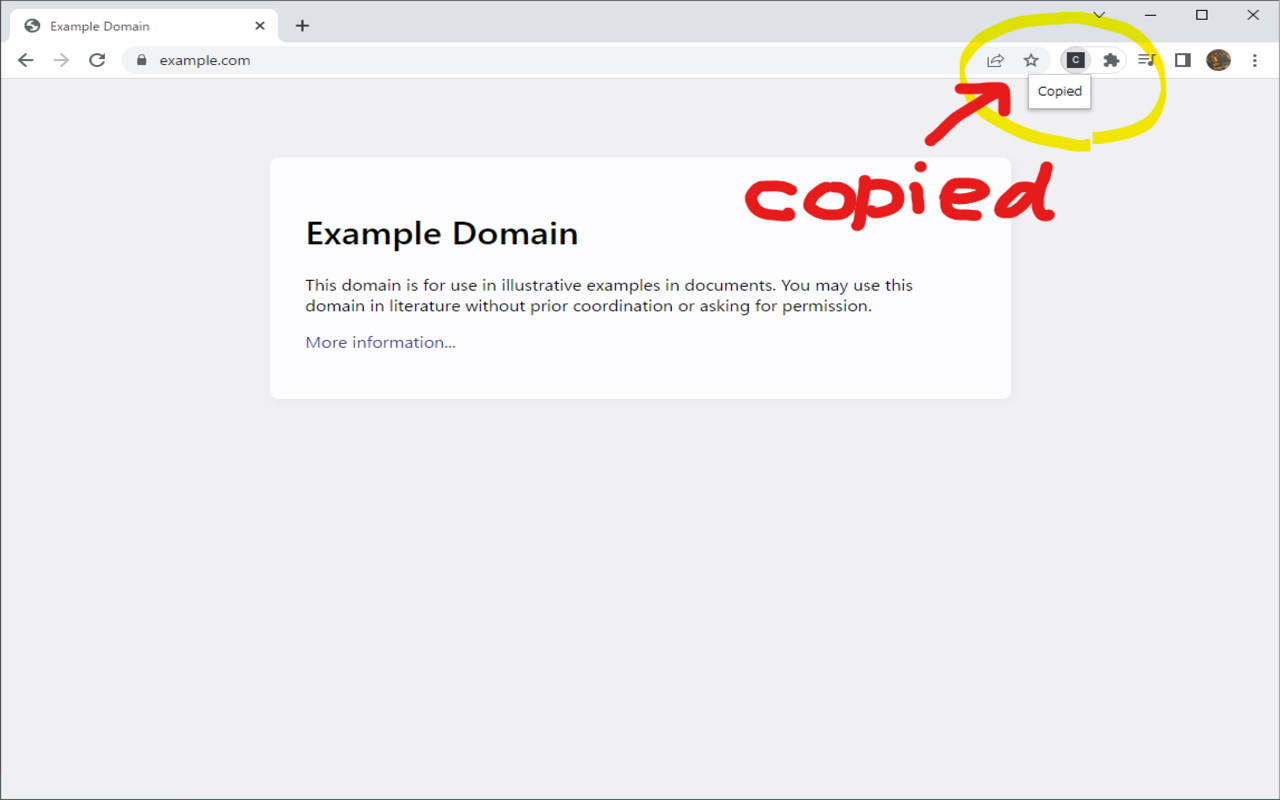 Example Domain
example.com
C
Copied
copied
Example Domain
This domain is for use in illustrative examples in documents. You may use this
domain in literature without prior coordination or asking for permission.
More information...